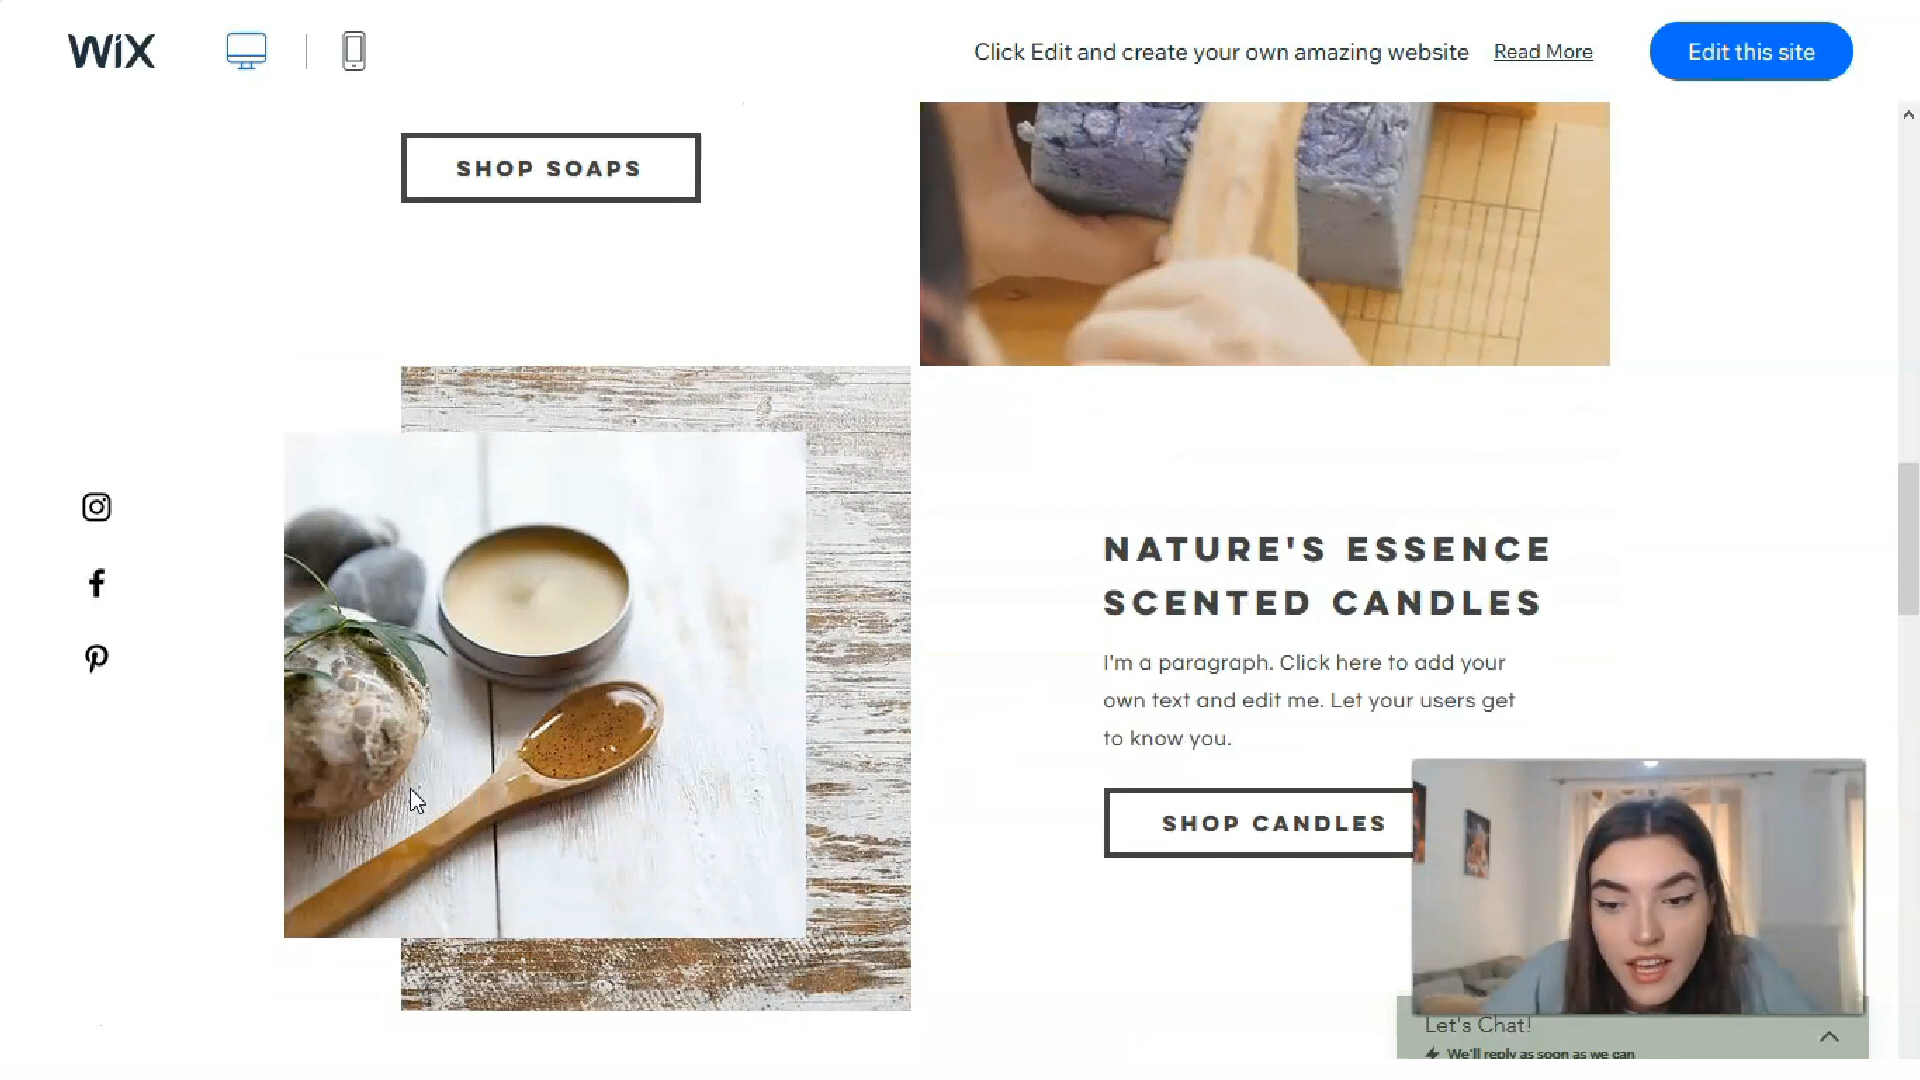 WiX
Click Edit and create your own amazing website Read More Edit this site
SHOP SOAPS
NATURE'S ESSENCE
SCENTED CANDLES
I'm a paragraph. Click here to add your
own text and edit me. Let your users get
to know you.
SHOP CANDLES
Let's Chat!
We'll reply as soon as we can